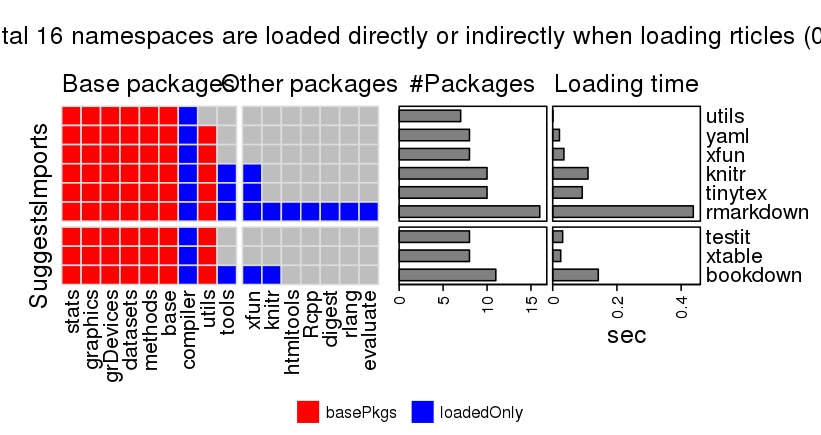 tal 16 namespaces are loaded directly or indirectly when loading rticles (0
Base packages
Other packages
#Packages
Loading time
Imports
Suggests
utils
yaml
xfun
knitr
tinytex
rmarkdown
testit
xtable
bookdown
stats
graphics
grDevices
datasets
methods
base
compiler
utils
tools
xfun
knitr
htmltools
Rcpp
digest
rlang
evaluate
0
5
10
15
0
0.2
0.4
sec
basePkgs
loadedOnly